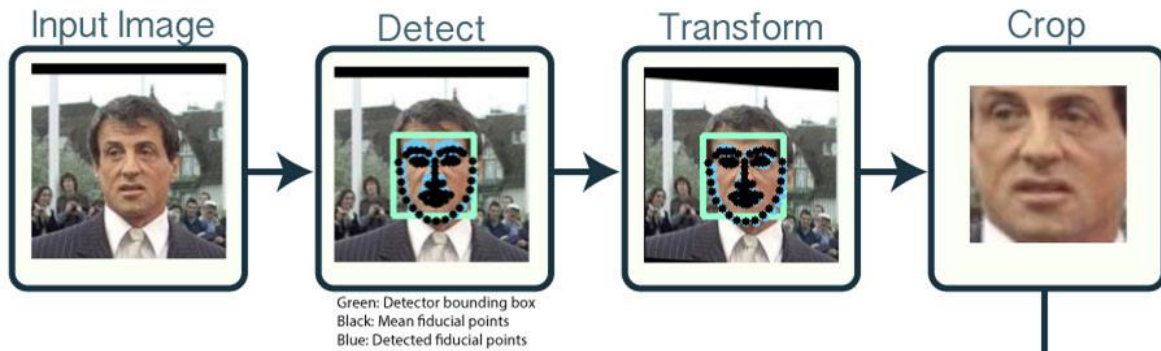 Input Image
Detect
Transform
Crop
Green: Detector bounding box
Black: Mean fiducial points
Blue: Detected fiducial points